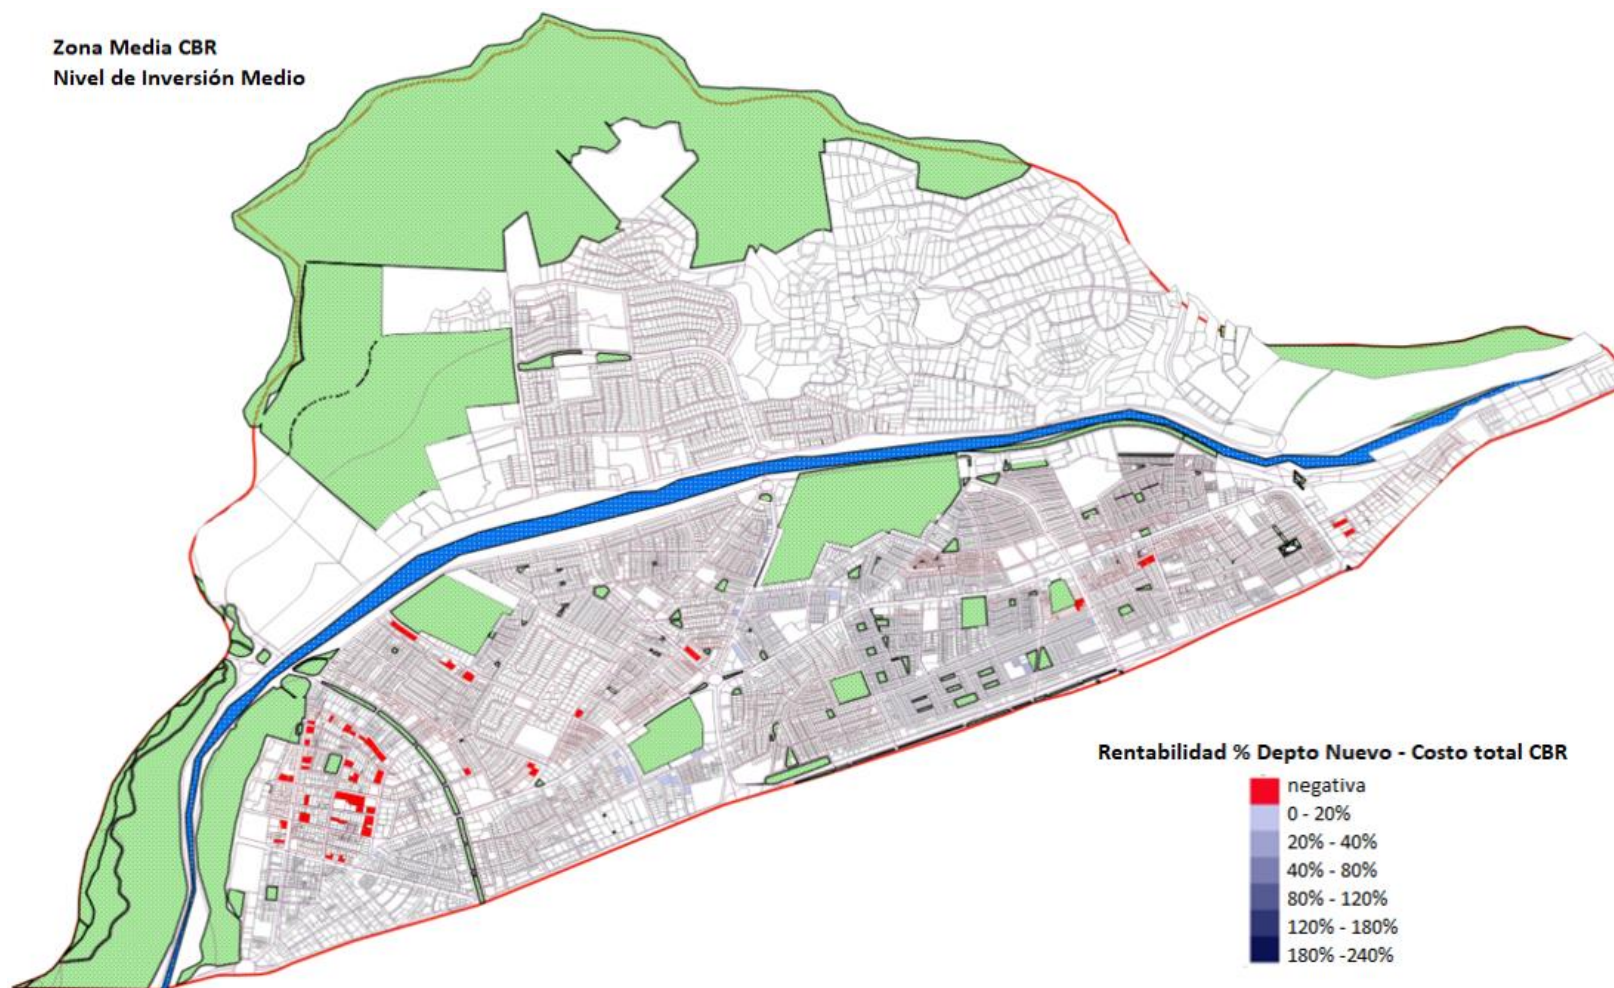 Zona Media CBR
Nivel de Inversión Medio
Rentabilidad % Depto Nuevo - Costo total CBR
negativa
0 - 20%
20% - 40%
40% - 80%
80% - 120%
120% - 180%
180% -240%